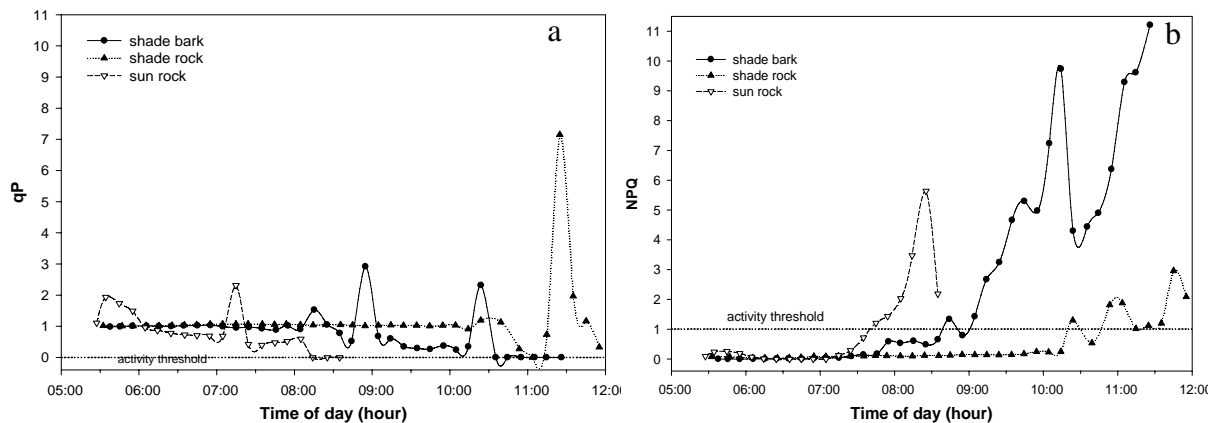 a
shade bark
shade rock
sun rock
qP
11
10
9
8
7
6
5
4
3
2
1
0
activity threshold
05:00 06:00 07:00 08:00 09:00 10:00 11:00
Time of day (hour)
b
shade bark
shade rock
sun rock
NPQ
11
10
9
8
7
6
5
4
3
2
1
0
activity threshold
05:00 06:00 07:00 08:00 09:00 10:00 11:00 12:00
Time of day (hour)